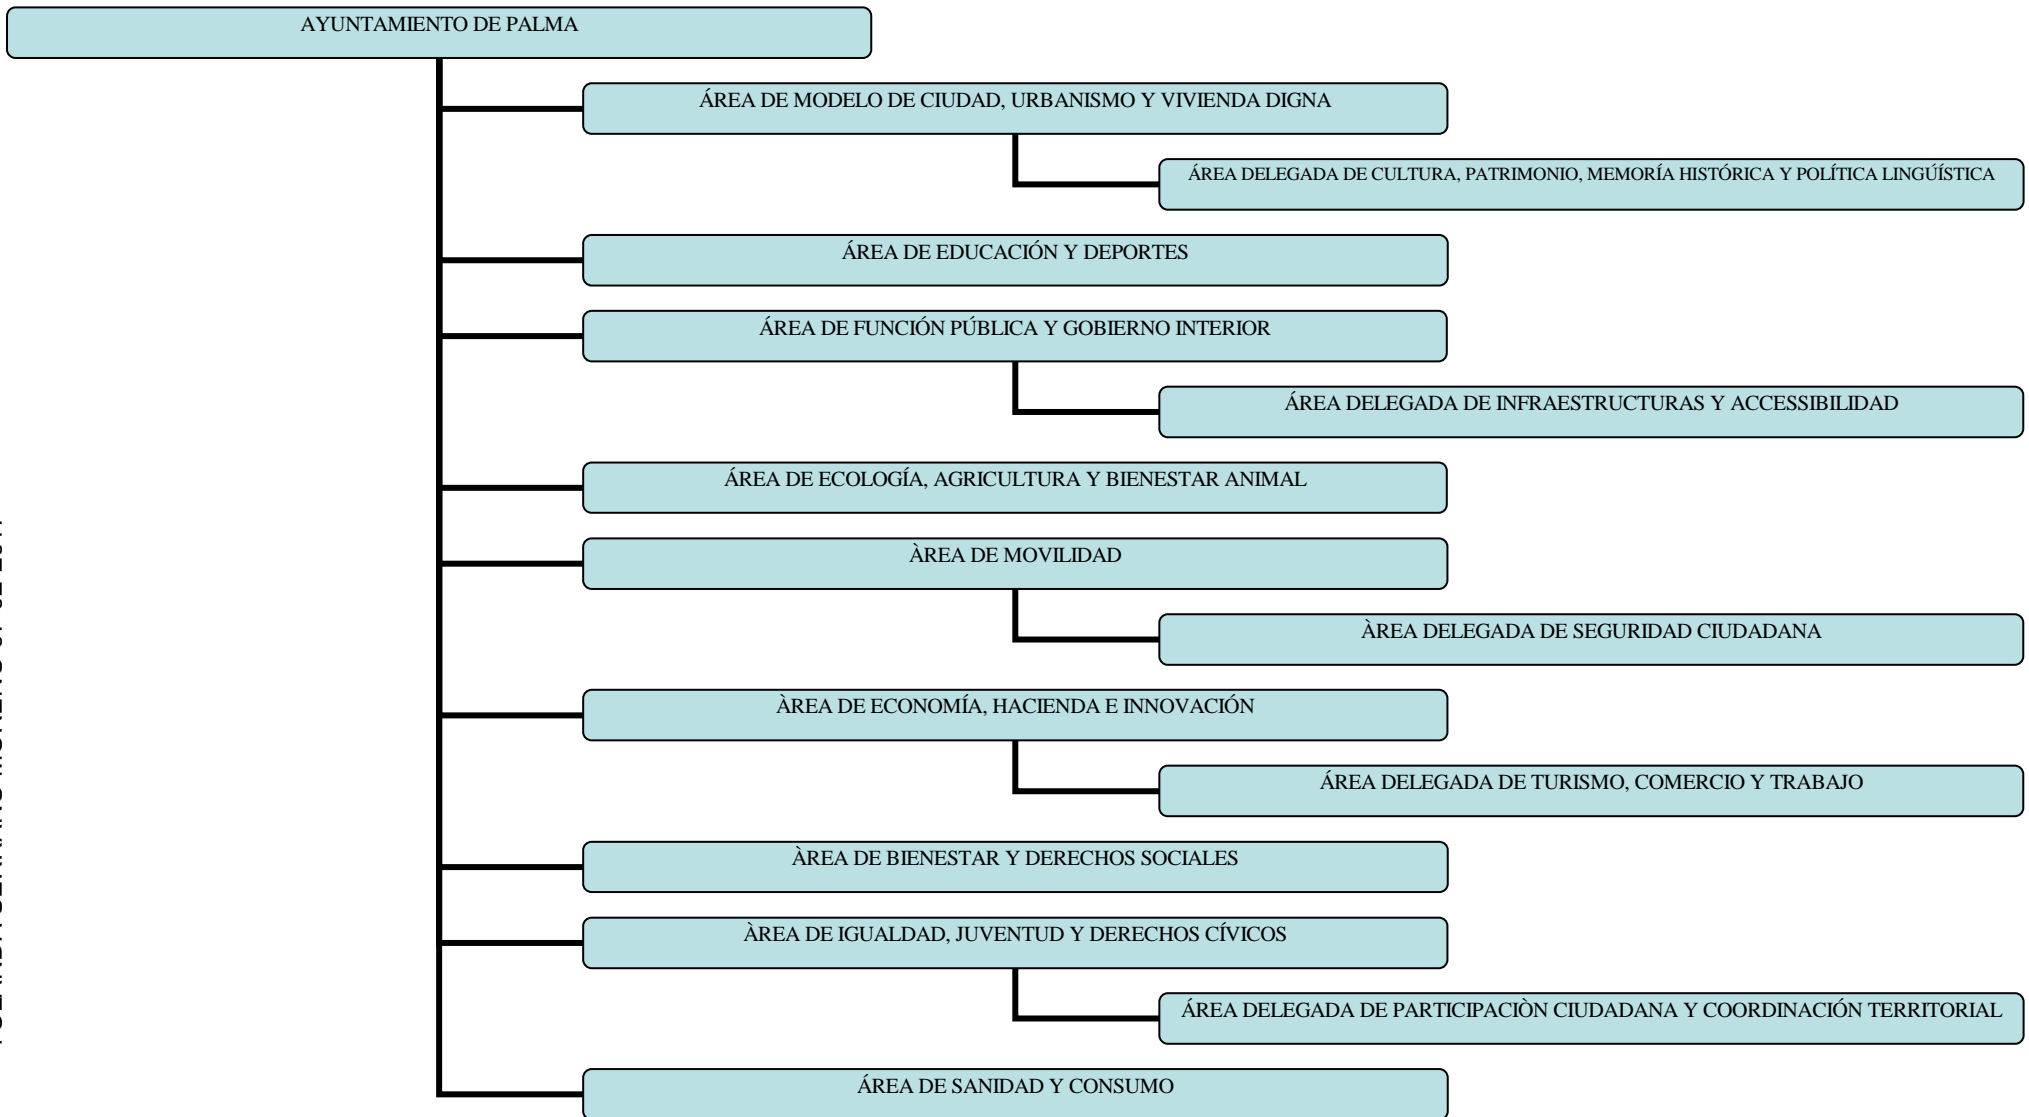 AYUNTAMIENTO DE PALMA
ÁREA DE MODELO DE CIUDAD, URBANISMO Y VIVIENDA DIGNA
ÁREA DELEGADA DE CULTURA, PATRIMONIO, MEMORÍA HISTÓRICA Y POLÍTICA LINGÚÍSTICA
ÁREA DE EDUCACIÓN Y DEPORTES
ÁREA DE FUNCIÓN PÚBLICA Y GOBIERNO INTERIOR
ÁREA DELEGADA DE INFRAESTRUCTURAS Y ACCESSIBILIDAD
ÁREA DE ECOLOGÍA, AGRICULTURA Y BIENESTAR ANIMAL
ÀREA DE MOVILIDAD
ÀREA DELEGADA DE SEGURIDAD CIUDADANA
ÀREA DE ECONOMÍA, HACIENDA E INNOVACIÓN
ÁREA DELEGADA DE TURISMO, COMERCIO Y TRABAJO
ÀREA DE BIENESTAR Y DERECHOS SOCIALES
ÀREA DE IGUALDAD, JUVENTUD Y DERECHOS CÍVICOS
ÁREA DELEGADA DE PARTICIPACIÒN CIUDADANA Y COORDINACIÓN TERRITORIAL
ÁREA DE SANIDAD Y CONSUMO